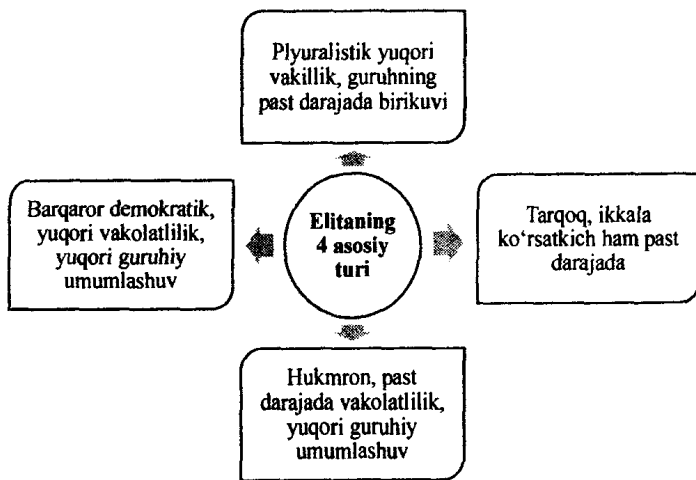 Plyuralistik yuqori
vakillik, guruhning
past darajada birikuvi
Barqaror demokratik,
yuqori vakolatlilik,
yuqori guruhiy
umumlashuv
Elitaning
4 asosiy
turi
Tarqoq, ikkala
ko‘rsatkich ham past
darajada
Hukmron, past
darajada vakolatlilik,
yuqori guruhiy
umumlashuv